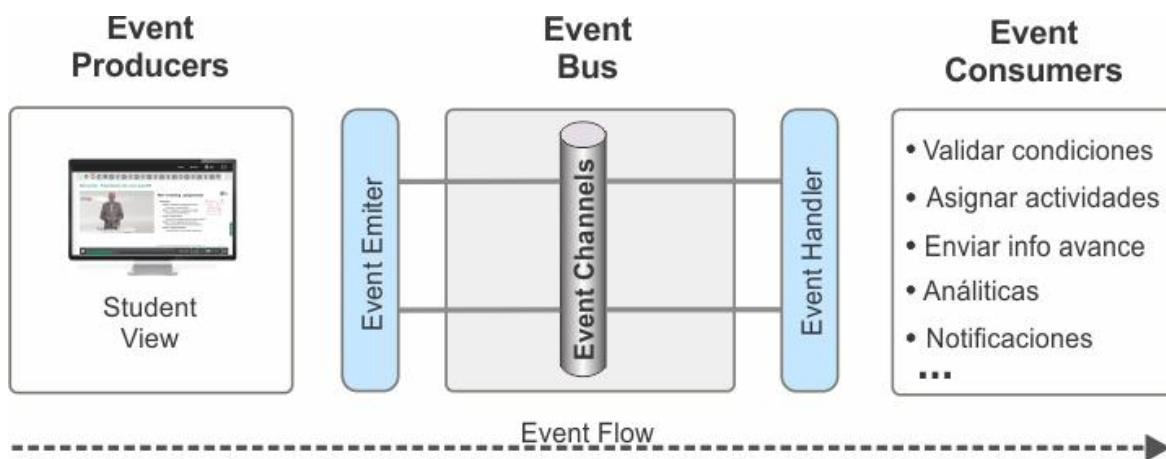 Event
Producers
Event
Bus
Event
Consumers
Student
View
Event Emiter
Event Channels
Event Handler
• Validar condiciones
• Asignar actividades
• Enviar info avance
• Análiticas
• Notificaciones
...
Event Flow